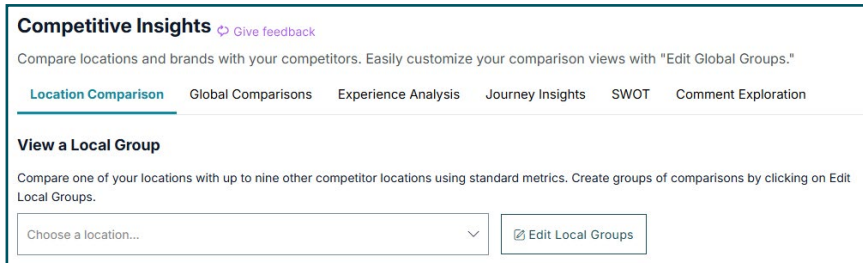 Competitive Insights Give feedback
Compare locations and brands with your competitors. Easily customize your comparison views with "Edit Global Groups."
Location Comparison Global Comparisons Experience Analysis Journey Insights SWOT Comment Exploration
View a Local Group
Compare one of your locations with up to nine other competitor locations using standard metrics. Create groups of comparisons by clicking on Edit
Local Groups.
Choose a location... Edit Local Groups